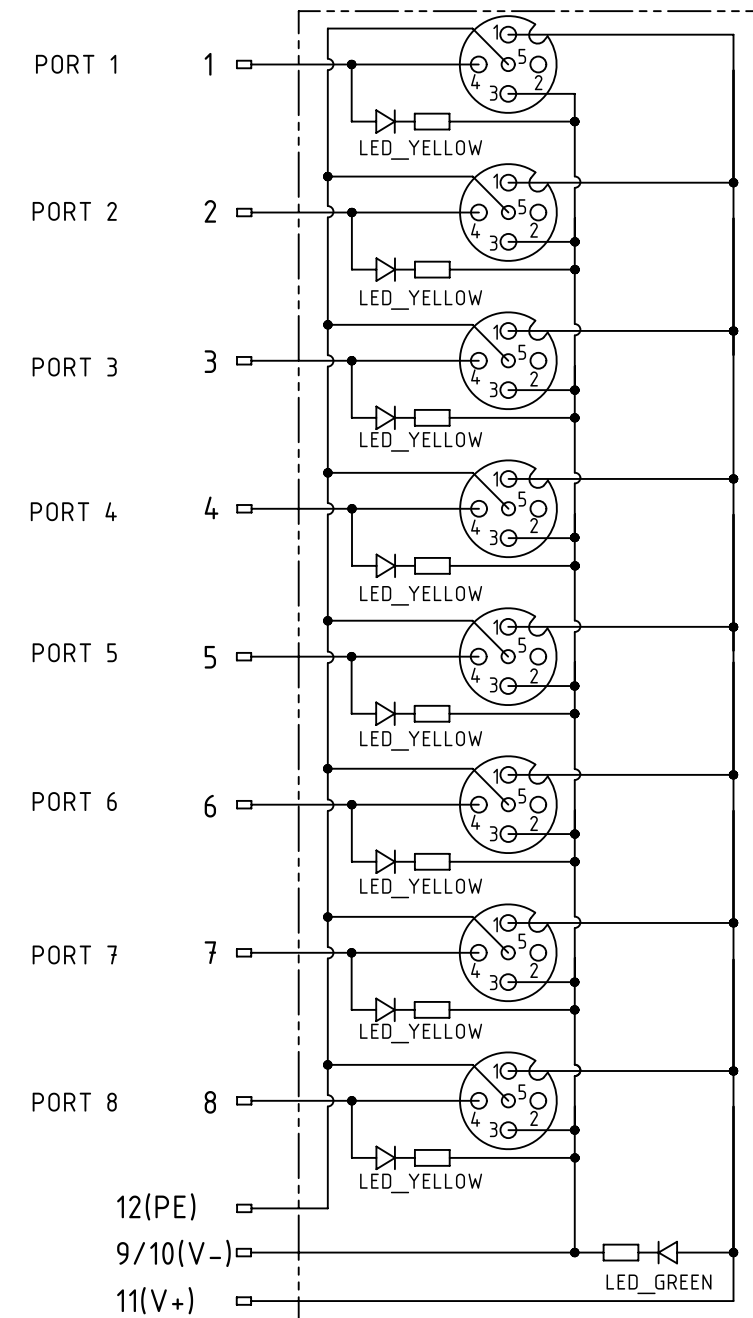 1
PORT 1 1 5
4 3 2
LED_YELLOW
1
PORT 2 2 5
4 3 2
LED_YELLOW
1
PORT 3 3 5
4 3 2
LED_YELLOW
1
PORT 4 4 5
4 3 2
LED_YELLOW
1
PORT 5 5 5
4 3 2
LED_YELLOW
1
PORT 6 6 5
4 3 2
LED_YELLOW
1
PORT 7 7 5
4 3 2
LED_YELLOW
1
PORT 8 8 5
4 3 2
LED_YELLOW
12(PE)
9/10(V-)
LED_GREEN
11(V+)